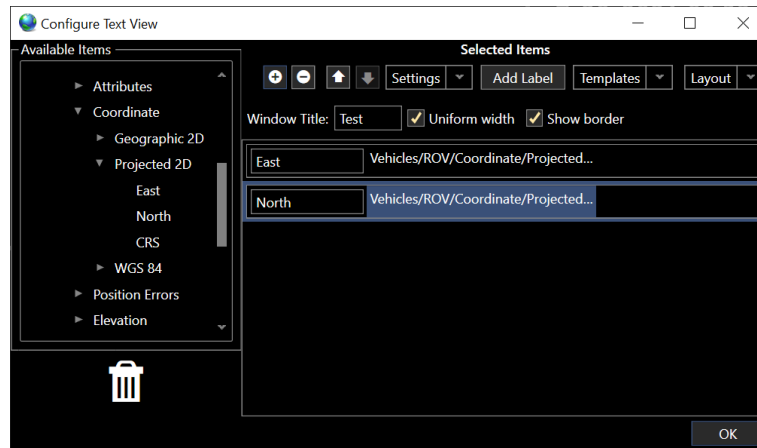 Configure Text View
Available Items
Attributes
Coordinate
Geographic 2D
Projected 2D
East
North
CRS
WGS 84
Position Errors
Elevation
Selected Items
Settings
Add Label
Templates
Layout
Window Title: Test Uniform width Show border
East Vehicles/ROV/Coordinate/Projected...
North Vehicles/ROV/Coordinate/Projected...
OK